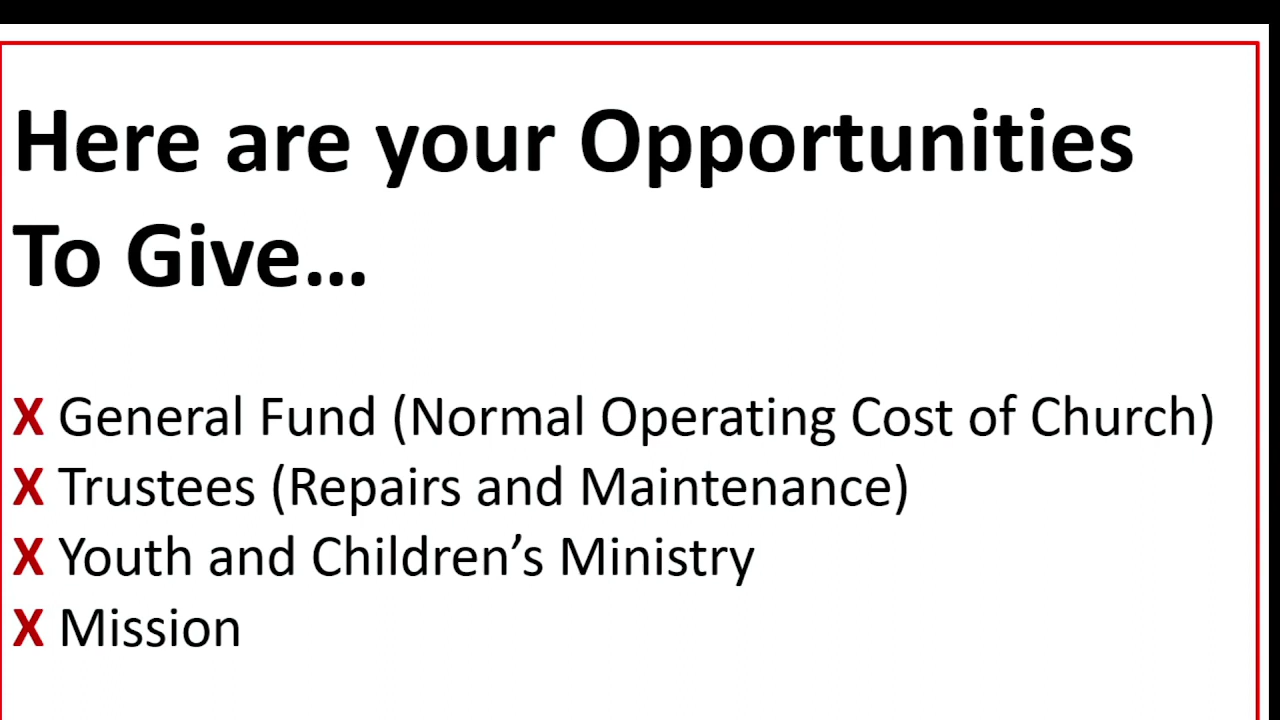 Here are your Opportunities
To Give...
X General Fund (Normal Operating Cost of Church)
X Trustees (Repairs and Maintenance)
X Youth and Children’s Ministry
X Mission